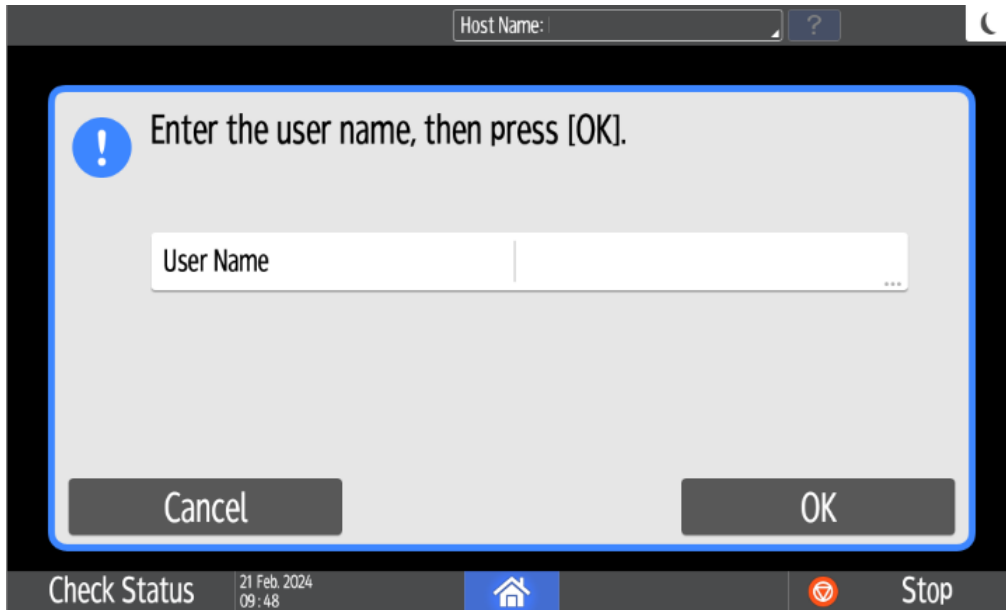 Host Name:
?
Enter the user name, then press [OK].
!
User Name
...
Cancel
OK
Check Status
21 Feb. 2024
09:48
Stop